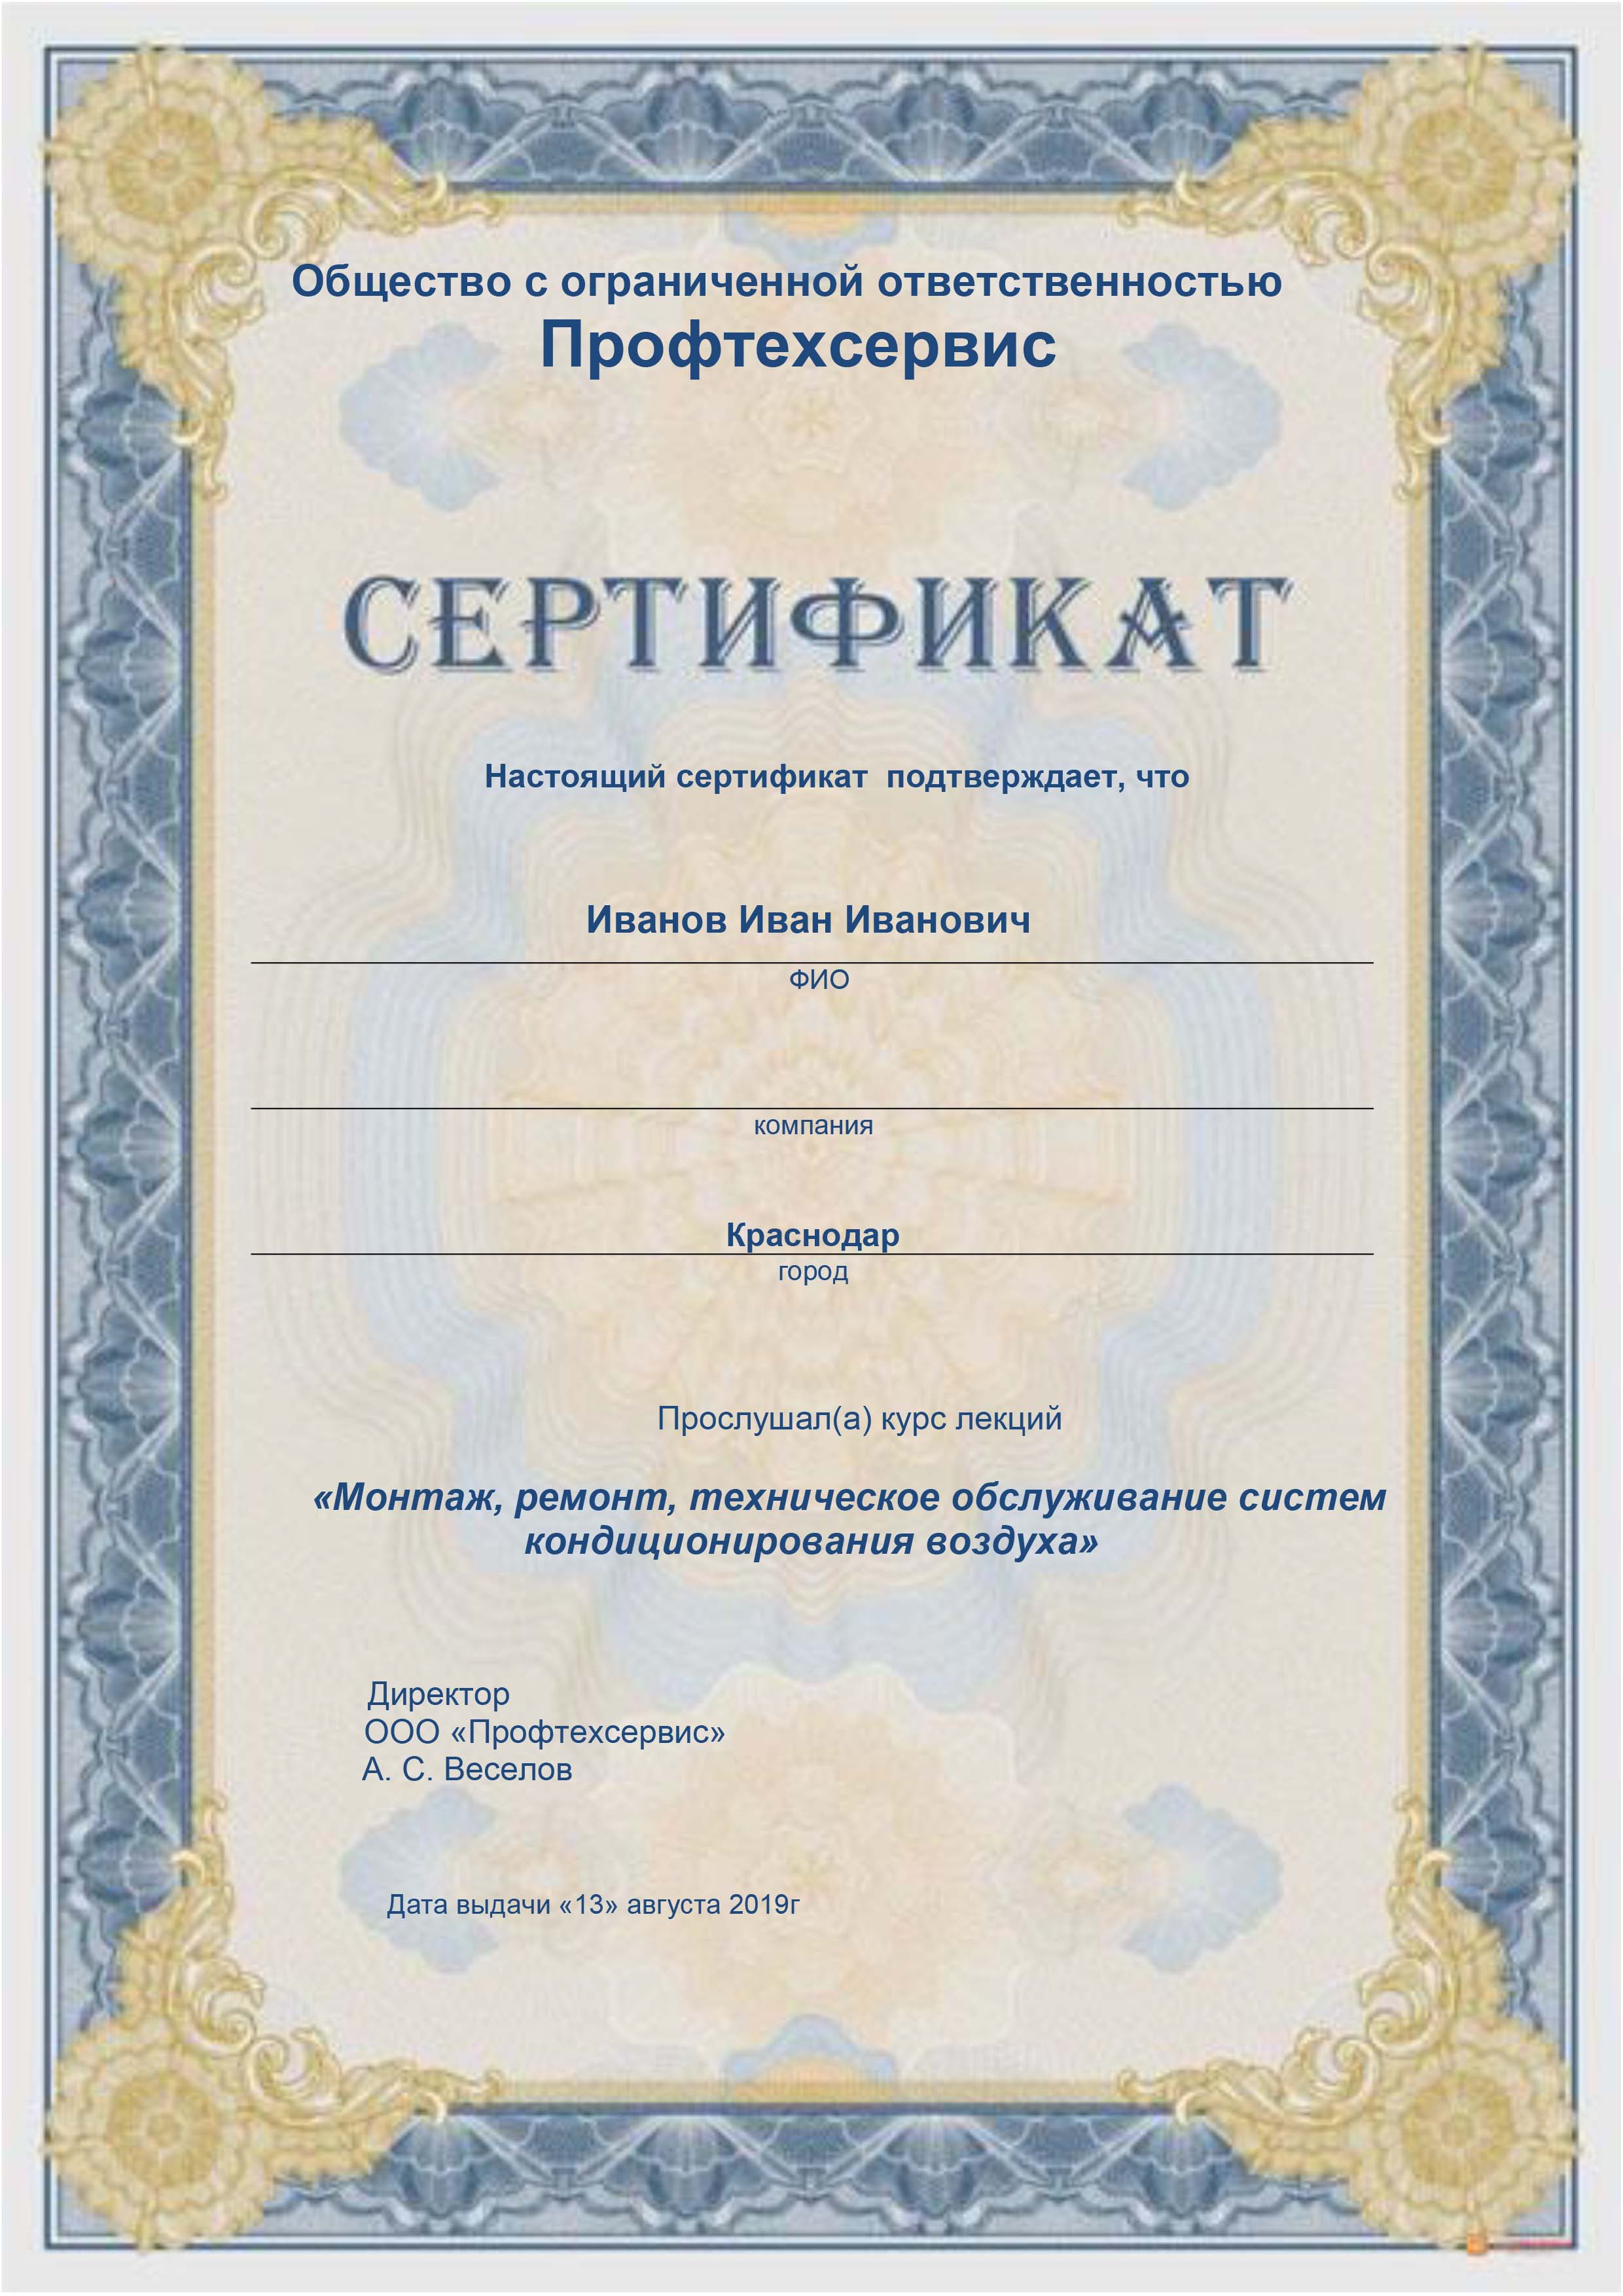 Общество с ограниченной ответственностью
Профтехсервис
СЕРТИФИКАТ
Настоящий сертификат подтверждает, что
Иванов Иван Иванович
ФИО
компания
Краснодар
город
Прослушал(а) курс лекций
«Монтаж, ремонт, техническое обслуживание систем
кондиционирования воздуха»
Директор
ООО «Профтехсервис»
А. С. Веселов
Дата выдачи «13» августа 2019г